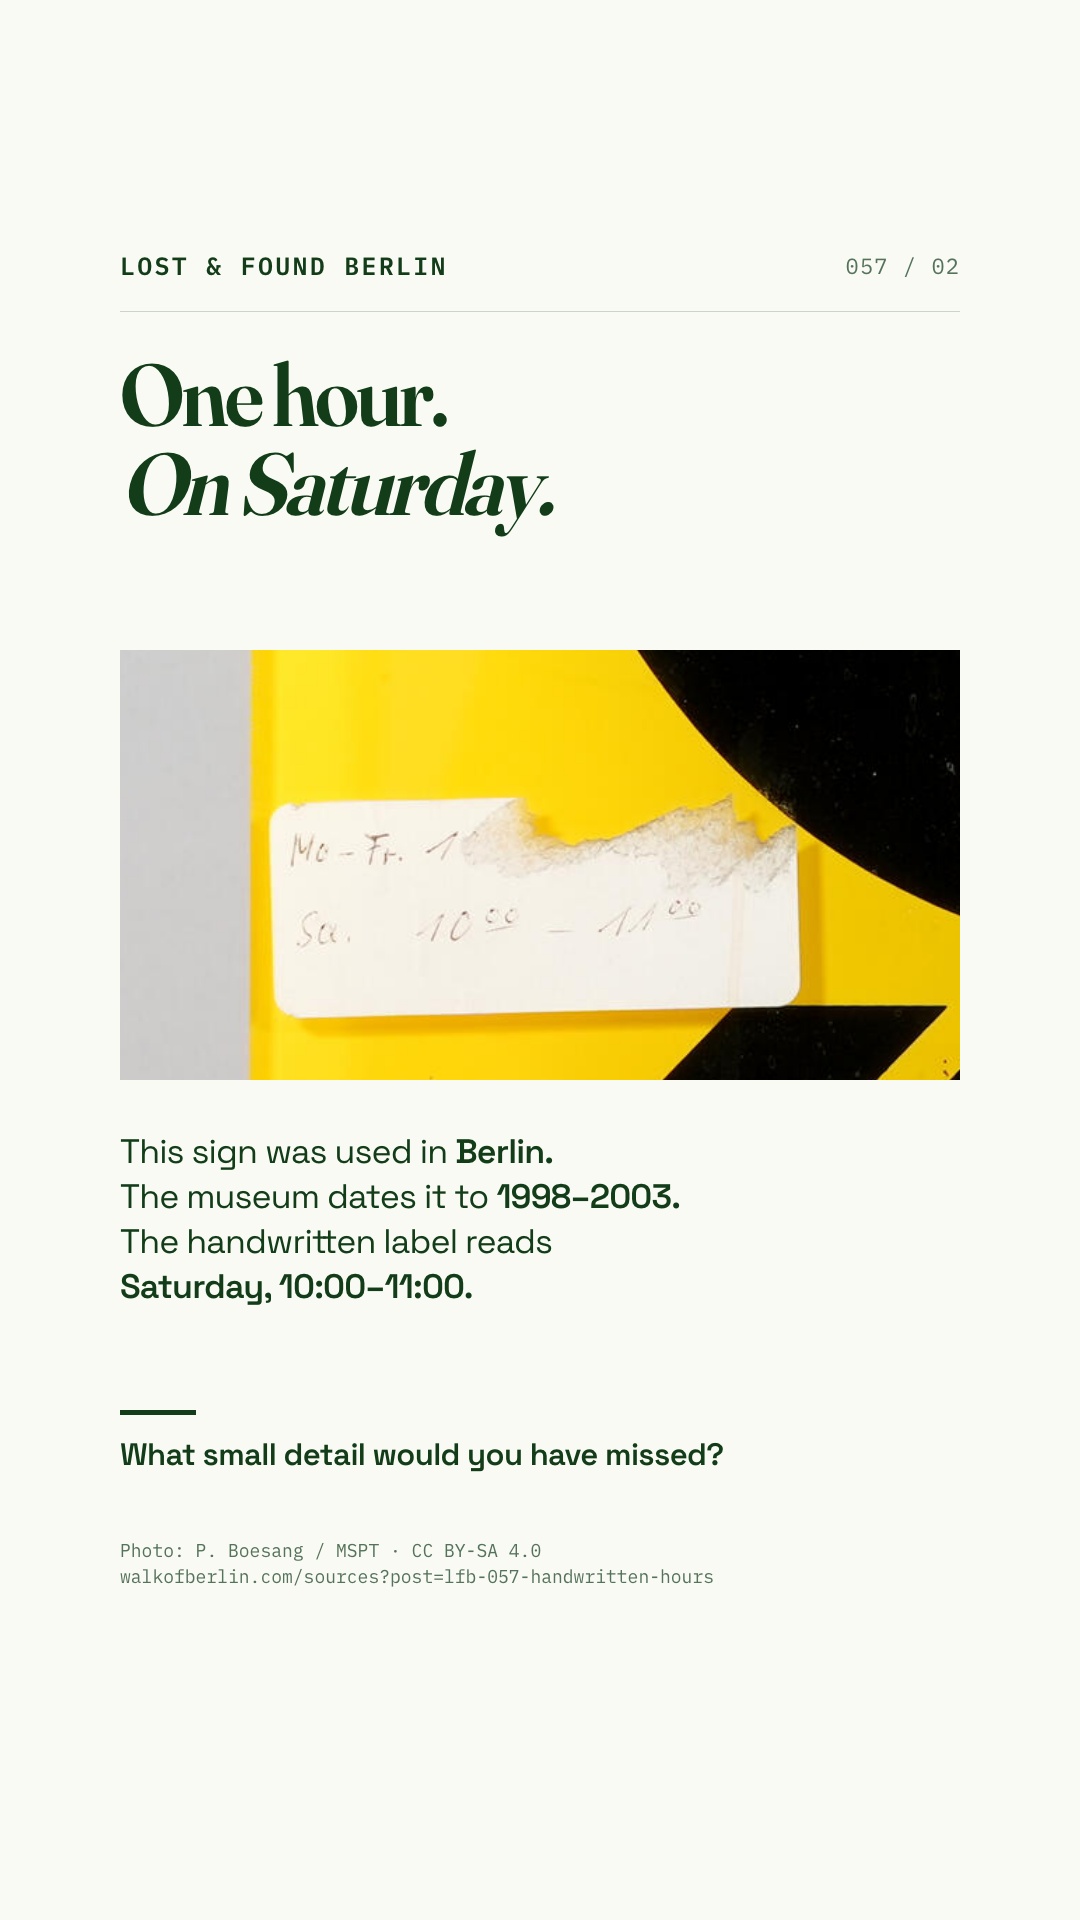 LOST & FOUND BERLIN
057 / 02
One hour.
On Saturday.
Mo-Fr. 1
Sa. 10⁰⁰ – 11⁰⁰
This sign was used in Berlin.
The museum dates it to 1998–2003.
The handwritten label reads
Saturday, 10:00–11:00.
What small detail would you have missed?
Photo: P. Boesang / MSPT · CC BY-SA 4.0
walkofberlin.com/sources?post=lfb-057-handwritten-hours